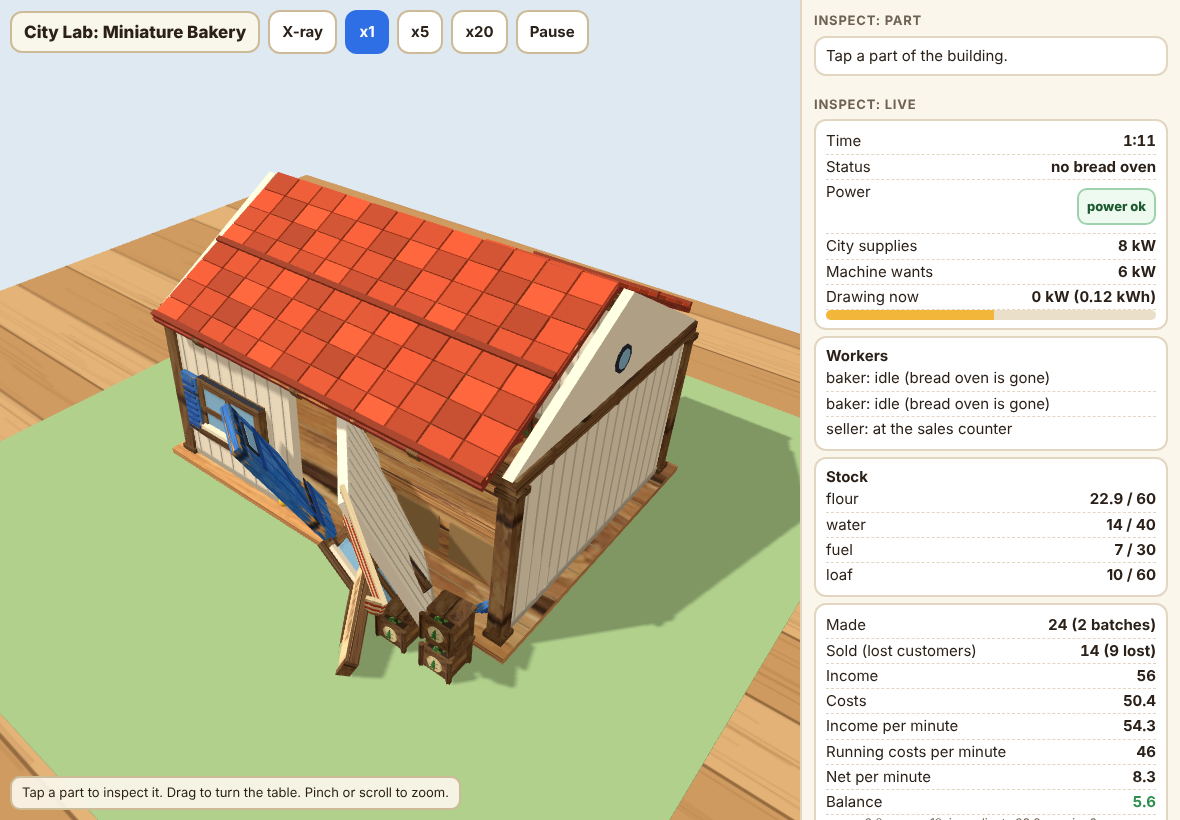 City Lab: Miniature Bakery
X-ray
x1
x5
x20
Pause
INSPECT: PART
Tap a part of the building.
INSPECT: LIVE
Time 1:11
Status no bread oven
Power power ok
City supplies 8 kW
Machine wants 6 kW
Drawing now 0 kW (0.12 kWh)
Workers
baker: idle (bread oven is gone)
baker: idle (bread oven is gone)
seller: at the sales counter
Stock
flour 22.9 / 60
water 14 / 40
fuel 7 / 30
loaf 10 / 60
Made 24 (2 batches)
Sold (lost customers) 14 (9 lost)
Income 56
Costs 50.4
Income per minute 54.3
Running costs per minute 46
Net per minute 8.3
Balance 5.6
Tap a part to inspect it. Drag to turn the table. Pinch or scroll to zoom.